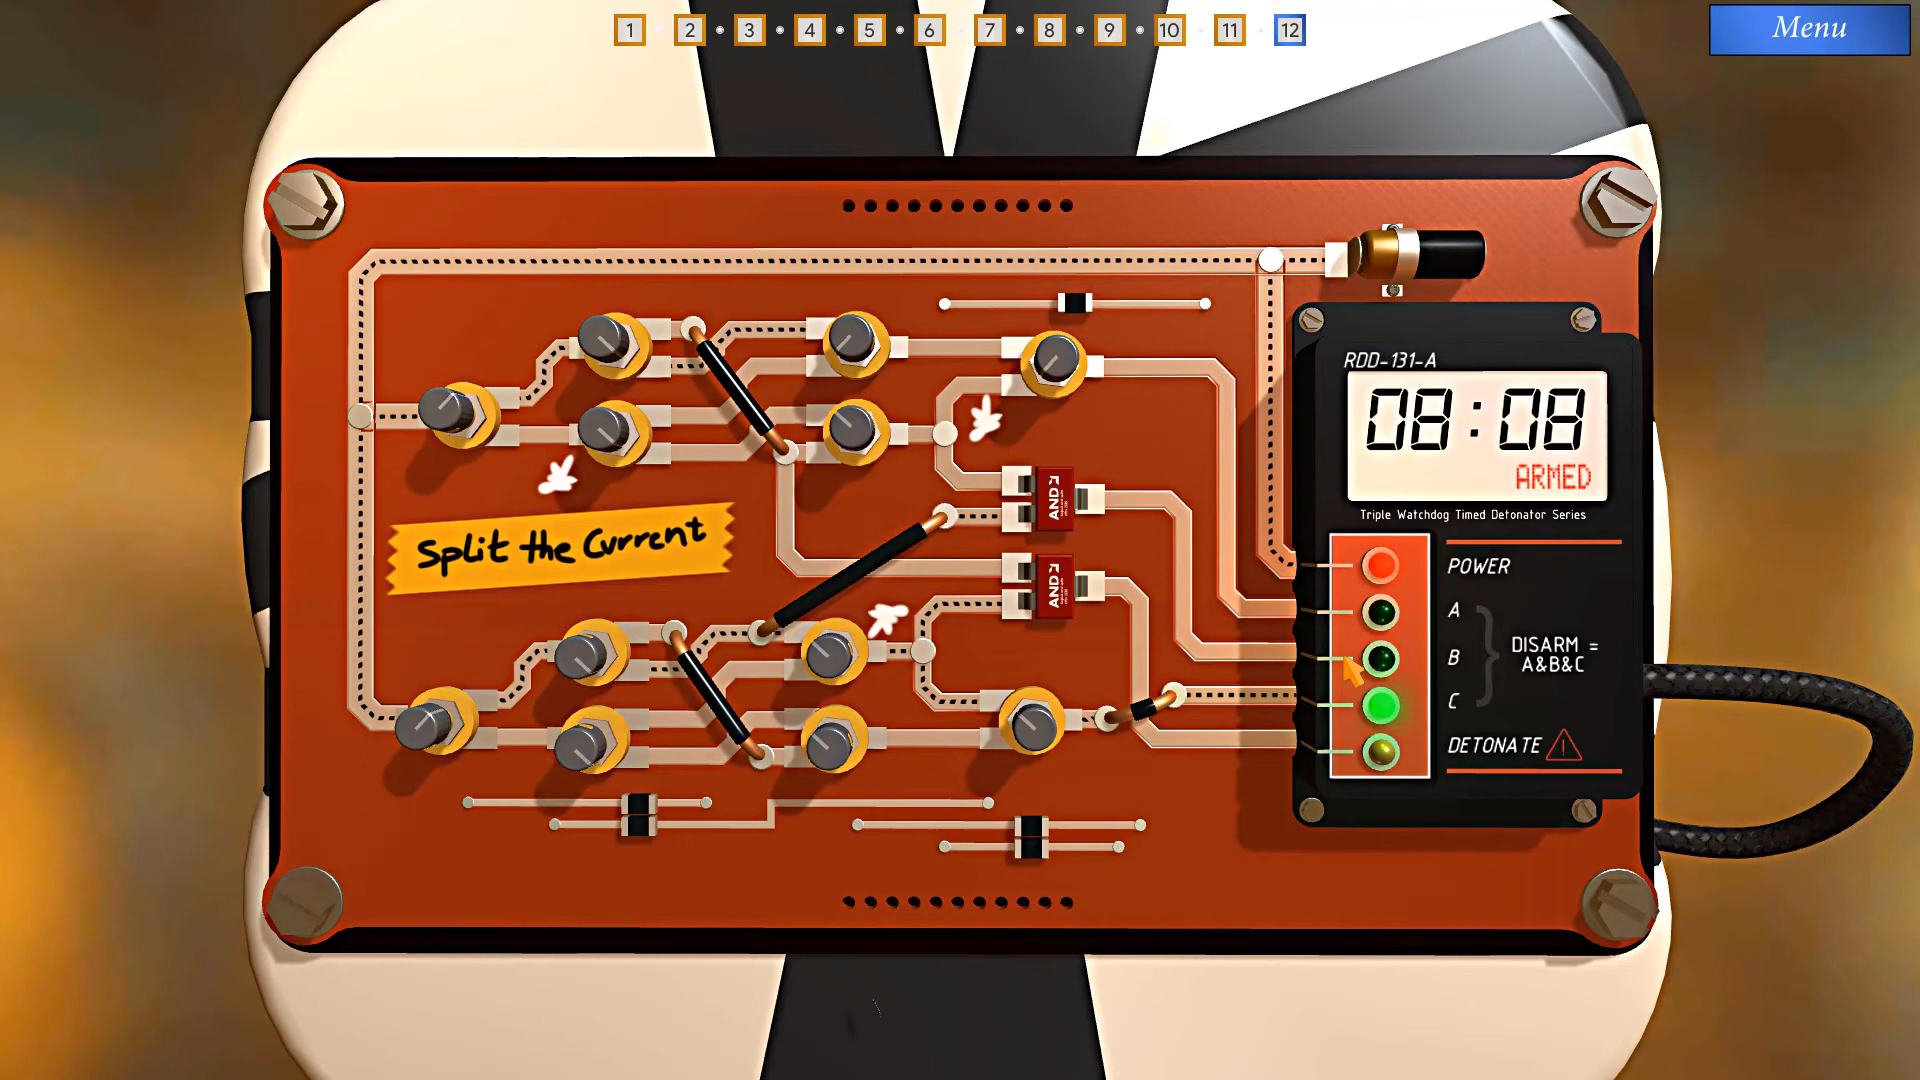 1 2 3 4 5 6 7 8 9 10 11 12
Menu
RDD-131-A
08:08
ARMED
Triple Watchdog Timed Detonator Series
POWER
A
B
C
DISARM =
A&B&C
DETONATE
Split the Current
AND
AND